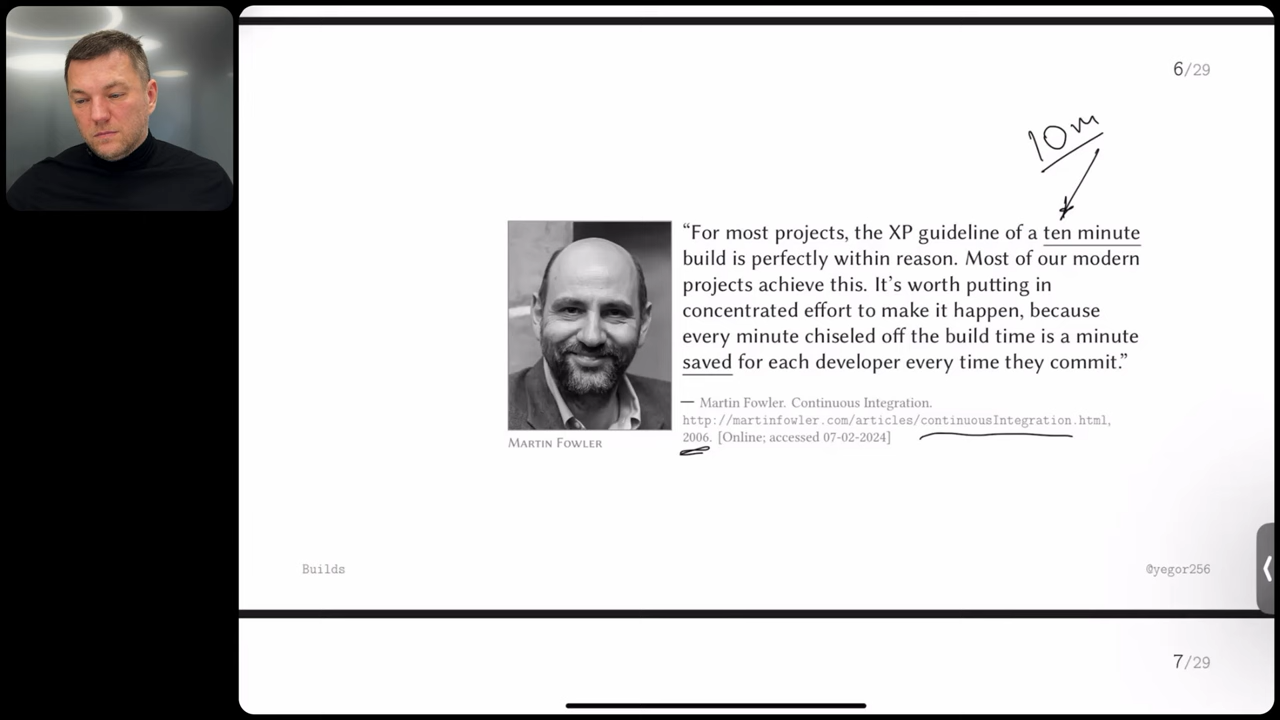 6/29
10m
“For most projects, the XP guideline of a ten minute
build is perfectly within reason. Most of our modern
projects achieve this. It’s worth putting in
concentrated effort to make it happen, because
every minute chiseled off the build time is a minute
saved for each developer every time they commit.”
— Martin Fowler. Continuous Integration.
http://martinfowler.com/articles/continuousIntegration.html,
2006. [Online; accessed 07-02-2024]
Martin Fowler
Builds
@yegor256
7/29